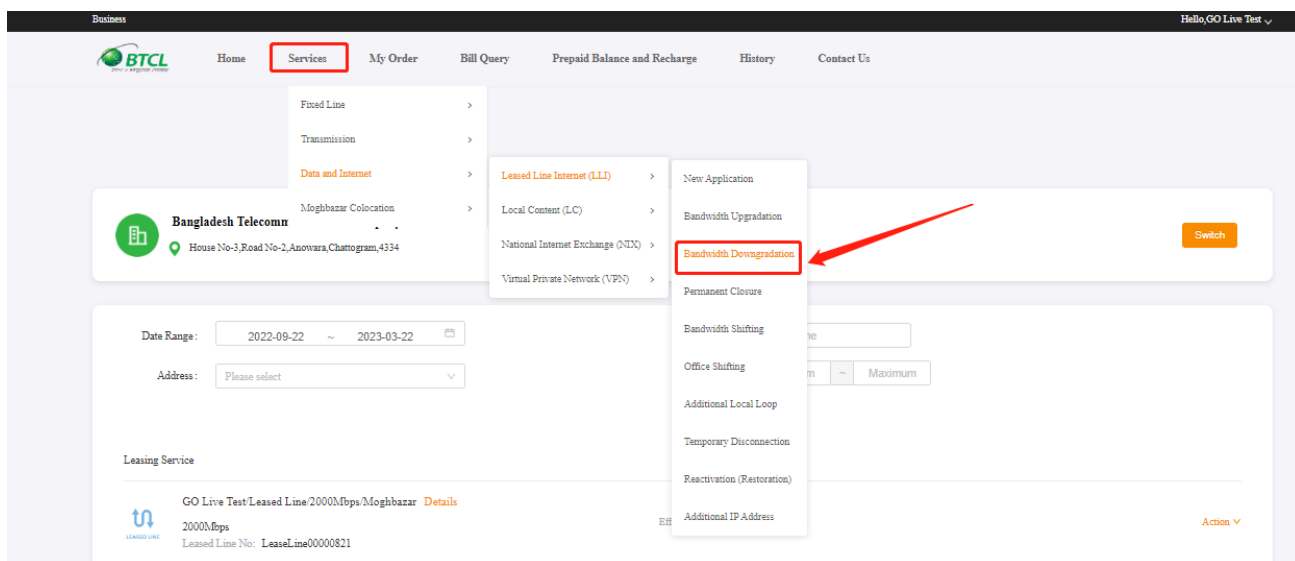 Business
Hello,GO Live Test
BTCL
Home
Services
My Order
Bill Query
Prepaid Balance and Recharge
History
Contact Us
Fixed Line
Transmission
Data and Internet
Moghbazar Colocation
Leased Line Internet (LLI)
Local Content (LC)
National Internet Exchange (NIX)
Virtual Private Network (VPN)
New Application
Bandwidth Upgradation
Bandwidth Downgradation
Permanent Closure
Bandwidth Shifting
Office Shifting
Additional Local Loop
Temporary Disconnection
Reactivation (Restoration)
Additional IP Address
Bangladesh Telecomm
House No-3,Road No-2,Anowara,Chattogram,4334
Switch
Date Range :
2022-09-22 ~ 2023-03-22
Address :
Please select
~ Maximum
Leasing Service
GO Live Test/Leased Line/2000Mbps/Moghbazar Details
2000Mbps
LEASED LINE
Leased Line No: LeaseLine00000821
Action